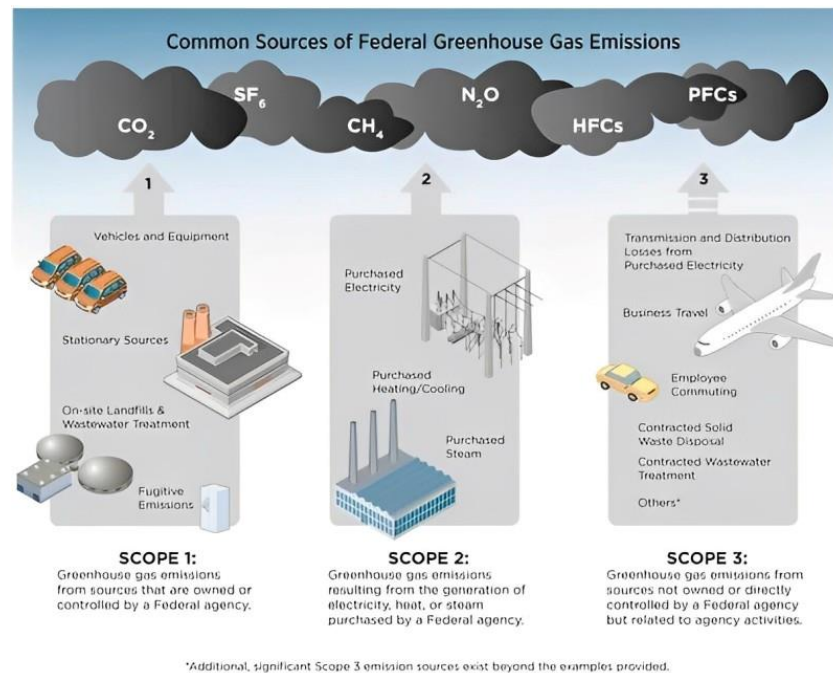 Common Sources of Federal Greenhouse Gas Emissions
CO₂
SF₆
CH₄
N₂O
HFCs
PFCs
1
Vehicles and Equipment
Stationary Sources
On-site Landfills &
Wastewater Treatment
Fugitive
Emissions
2
Purchased
Electricity
Purchased
Heating/Cooling
Purchased
Steam
3
Transmission and Distribution
Losses from
Purchased Electricity
Business Travel
Employee
Commuting
Contracted Solid
Waste Disposal
Contracted Wastewater
Treatment
Others*
SCOPE 1:
Greenhouse gas emissions
from sources that are owned or
controlled by a Federal agency.
SCOPE 2:
Greenhouse gas emissions
resulting from the generation of
electricity, heat, or steam
purchased by a Federal agency.
SCOPE 3:
Greenhouse gas emissions from
sources not owned or directly
controlled by a Federal agency
but related to agency activities.
*Additional, significant Scope 3 emission sources exist beyond the examples provided.